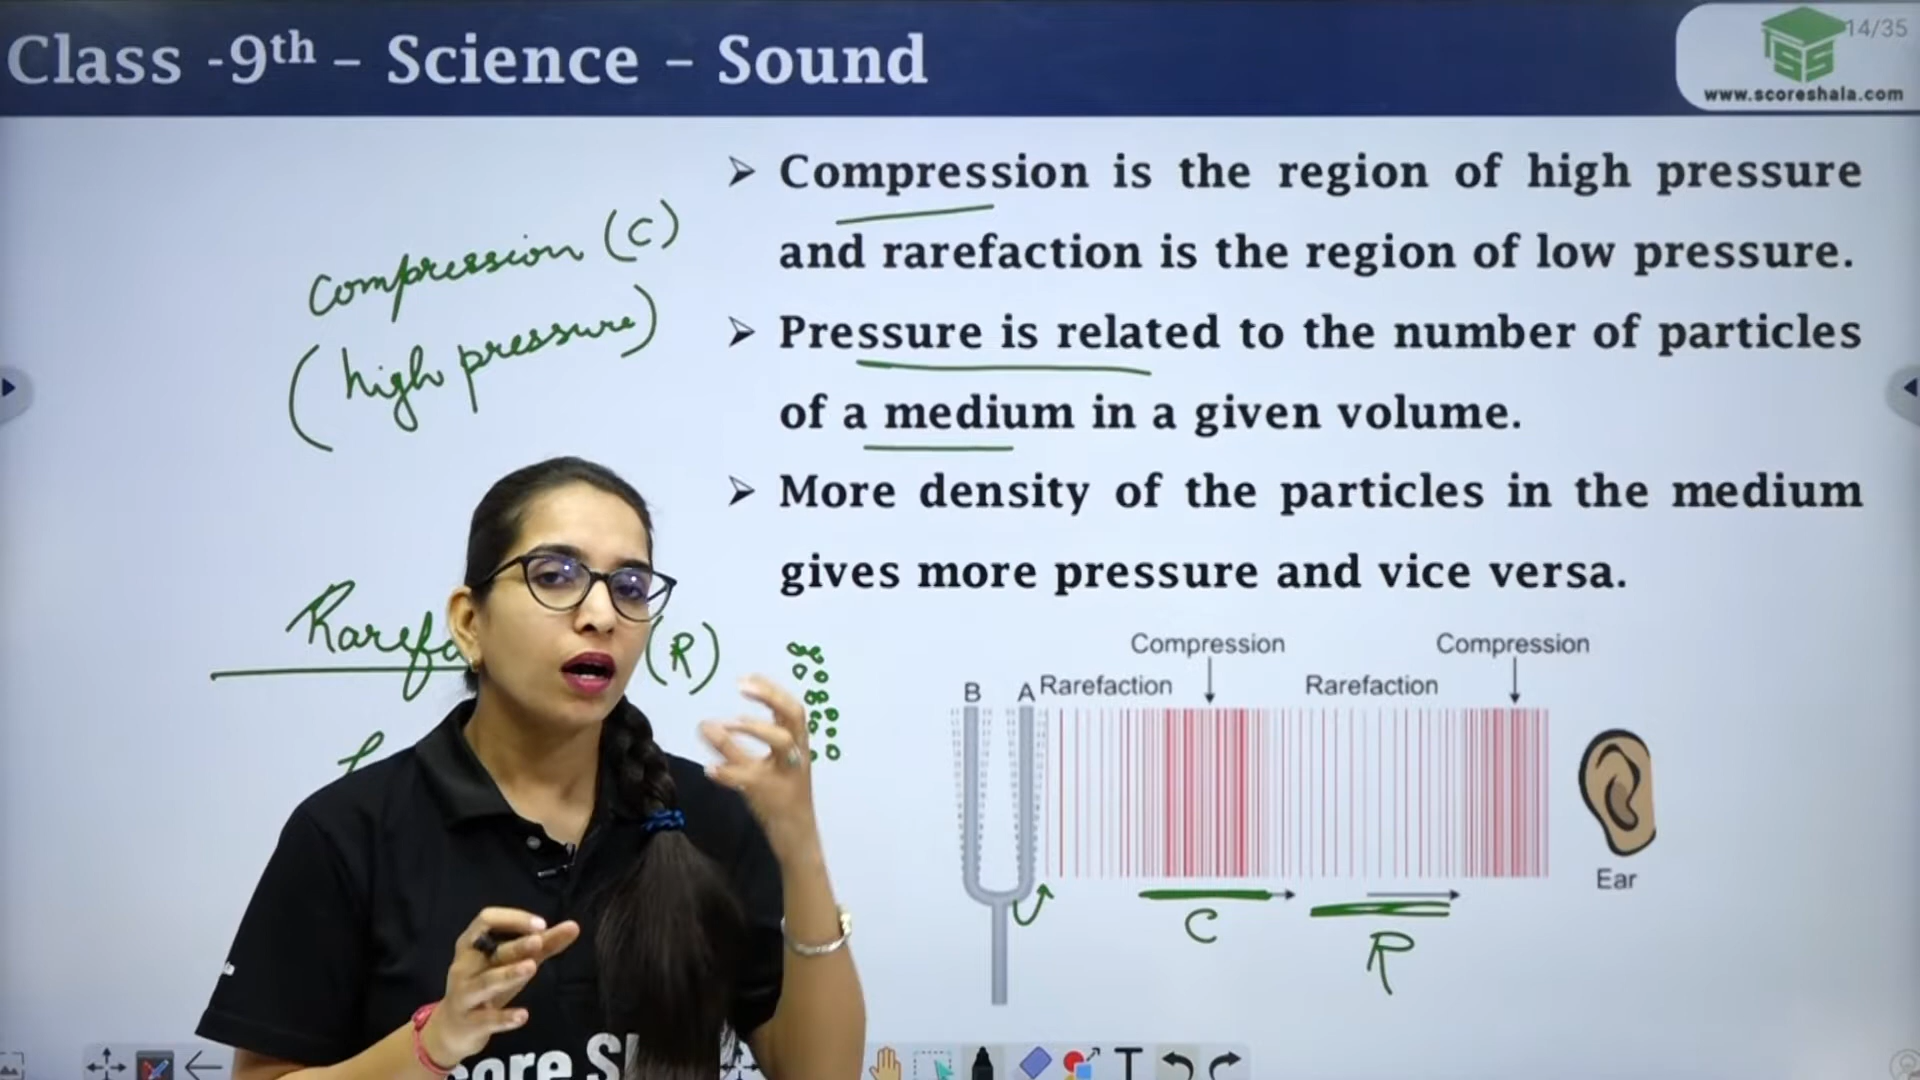 Class -9th – Science – Sound
14/35
www.scoreshala.com
➢ Compression is the region of high pressure
and rarefaction is the region of low pressure.
➢ Pressure is related to the number of particles
of a medium in a given volume.
➢ More density of the particles in the medium
gives more pressure and vice versa.
compression (C)
(high pressure)
(R)
Compression Compression
B A Rarefaction Rarefaction
Ear
C
R
T